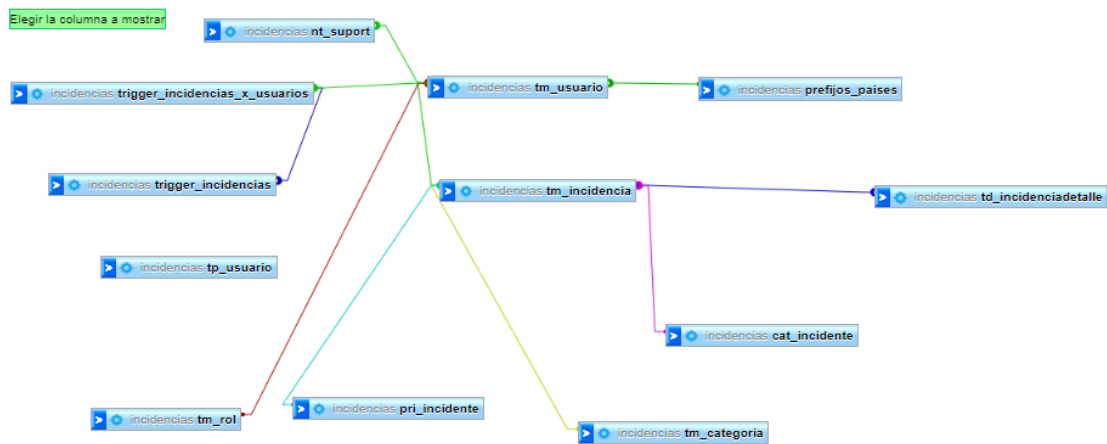 Elegir la columna a mostrar
incidencias nt_suport
incidencias trigger_incidencias_x_usuarios
incidencias tm_usuario
incidencias prefijos_paises
incidencias trigger_incidencias
incidencias tm_incidencia
incidencias td_incidenciadetalle
incidencias tp_usuario
incidencias cat_incidente
incidencias tm_rol
incidencias pri_incidente
incidencias tm_categoria